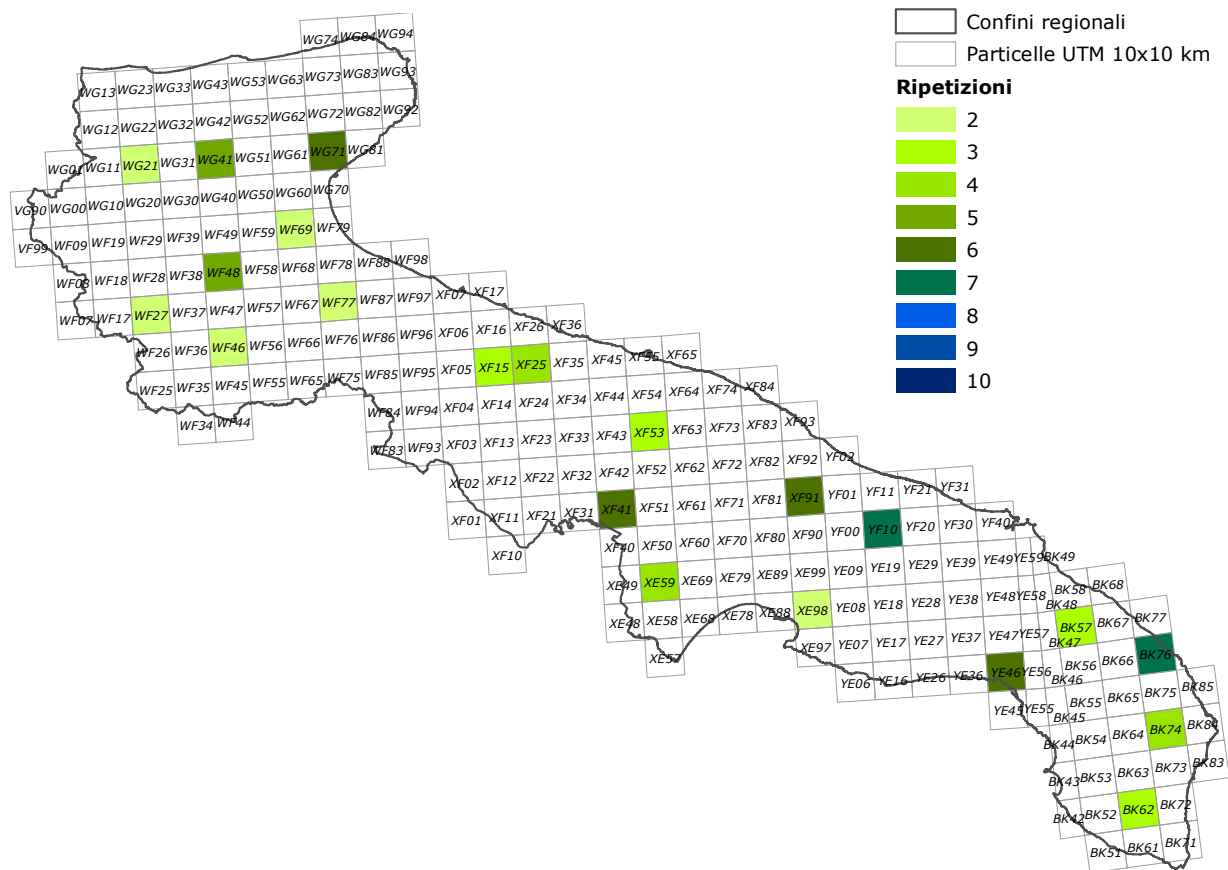 Confini regionali
Particelle UTM 10x10 km
Ripetizioni
2
3
4
5
6
7
8
9
10
WG74 WG84 WG94
WG13 WG23 WG33 WG43 WG53 WG63 WG73 WG83 WG93
WG12 WG22 WG32 WG42 WG52 WG62 WG72 WG82 WG92
WG01 WG11 WG21 WG31 WG41 WG51 WG61 WG71 WG81
VG90 WG00 WG10 WG20 WG30 WG40 WG50 WG60 WG70
VF99 WF09 WF19 WF29 WF39 WF49 WF59 WF69 WF79
WF08 WF18 WF28 WF38 WF48 WF58 WF68 WF78 WF88 WF98
WF07 WF17 WF27 WF37 WF47 WF57 WF67 WF77 WF87 WF97 XF07 XF17
WF26 WF36 WF46 WF56 WF66 WF76 WF86 WF96 XF06 XF16 XF26 XF36
WF25 WF35 WF45 WF55 WF65 WF75 WF85 WF95 XF05 XF15 XF25 XF35 XF45 XF55 XF65
WF34 WF44 WF84 WF94 XF04 XF14 XF24 XF34 XF44 XF54 XF64 XF74 XF84
WF83 WF93 XF03 XF13 XF23 XF33 XF43 XF53 XF63 XF73 XF83 XF93
XF02 XF12 XF22 XF32 XF42 XF52 XF62 XF72 XF82 XF92 YF02
XF01 XF11 XF21 XF31 XF41 XF51 XF61 XF71 XF81 XF91 YF01 YF11 YF21 YF31
XF10 XF40 XF50 XF60 XF70 XF80 XF90 YF00 YF10 YF20 YF30 YF40
XE49 XE59 XE69 XE79 XE89 XE99 YE09 YE19 YE29 YE39 YE49 YE59 BK49
XE48 XE58 XE68 XE78 XE88 XE98 YE08 YE18 YE28 YE38 YE48 YE58 BK48 BK58 BK68
XE57 XE97 YE07 YE17 YE27 YE37 YE47 YE57 BK47 BK57 BK67 BK77
YE06 YE16 YE26 YE36 YE46 YE56 BK46 BK56 BK66 BK76
YE45 YE55 BK45 BK55 BK65 BK75 BK85
BK44 BK54 BK64 BK74 BK84
BK43 BK53 BK63 BK73 BK83
BK42 BK52 BK62 BK72
BK51 BK61 BK71